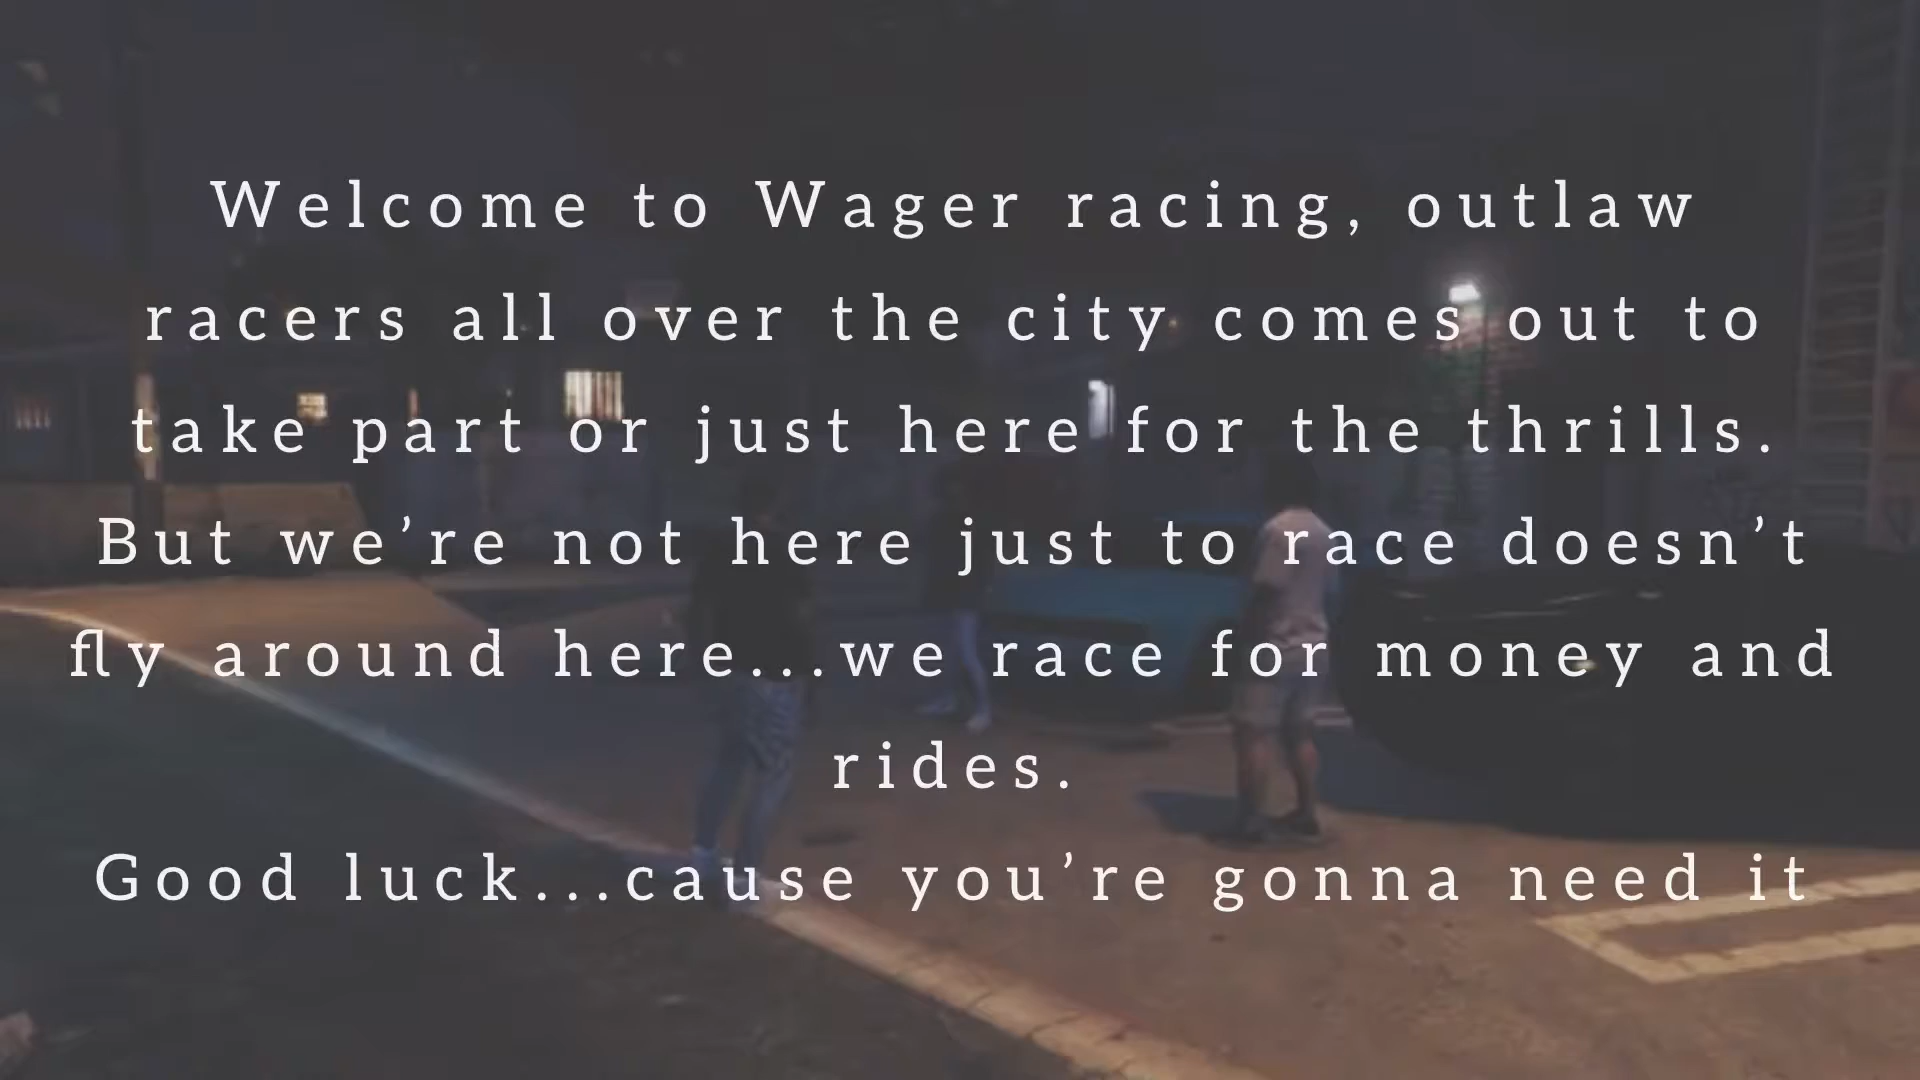 Welcome to Wager racing, outlaw
racers all over the city comes out to
take part or just here for the thrills.
But we’re not here just to race doesn’t
fly around here...we race for money and
rides.
Good luck...cause you’re gonna need it